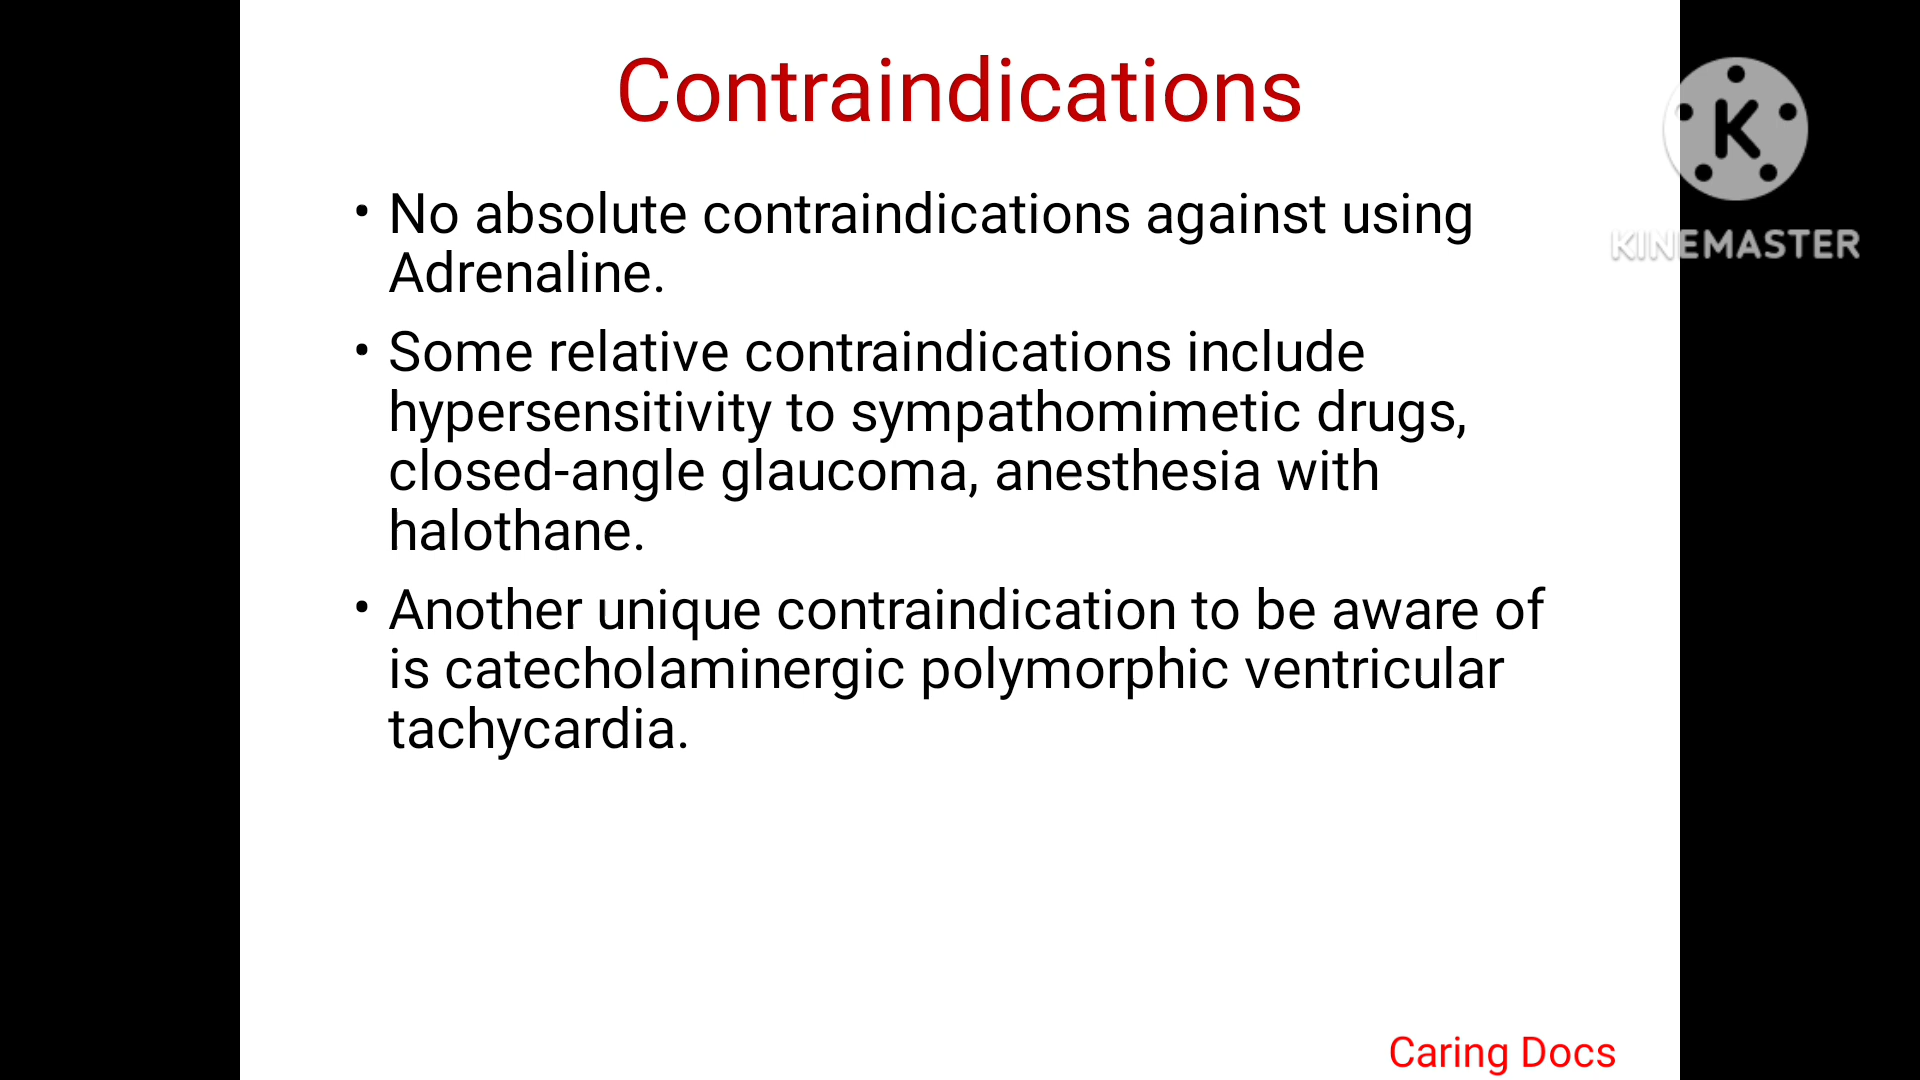 Contraindications
• No absolute contraindications against using
Adrenaline.
• Some relative contraindications include
hypersensitivity to sympathomimetic drugs,
closed-angle glaucoma, anesthesia with
halothane.
• Another unique contraindication to be aware of
is catecholaminergic polymorphic ventricular
tachycardia.
K
KINEMASTER
Caring Docs